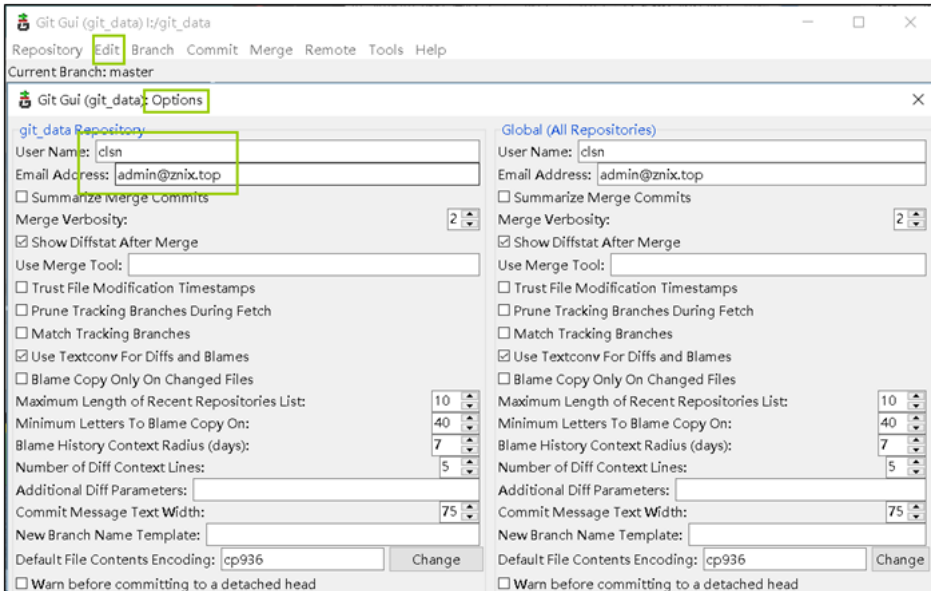 Git Gui (git_data) I:/git_data
Repository Edit Branch Commit Merge Remote Tools Help
Current Branch: master
Git Gui (git_data): Options
git_data Repository
User Name: clsn
Email Address: admin@znix.top
Summarize Merge Commits
Merge Verbosity: 2
Show Diffstat After Merge
Use Merge Tool:
Trust File Modification Timestamps
Prune Tracking Branches During Fetch
Match Tracking Branches
Use Textconv For Diffs and Blames
Blame Copy Only On Changed Files
Maximum Length of Recent Repositories List: 10
Minimum Letters To Blame Copy On: 40
Blame History Context Radius (days): 7
Number of Diff Context Lines: 5
Additional Diff Parameters:
Commit Message Text Width: 75
New Branch Name Template:
Default File Contents Encoding: cp936 Change
Warn before committing to a detached head
Global (All Repositories)
User Name: clsn
Email Address: admin@znix.top
Summarize Merge Commits
Merge Verbosity: 2
Show Diffstat After Merge
Use Merge Tool:
Trust File Modification Timestamps
Prune Tracking Branches During Fetch
Match Tracking Branches
Use Textconv For Diffs and Blames
Blame Copy Only On Changed Files
Maximum Length of Recent Repositories List: 10
Minimum Letters To Blame Copy On: 40
Blame History Context Radius (days): 7
Number of Diff Context Lines: 5
Additional Diff Parameters:
Commit Message Text Width: 75
New Branch Name Template:
Default File Contents Encoding: cp936 Change
Warn before committing to a detached head